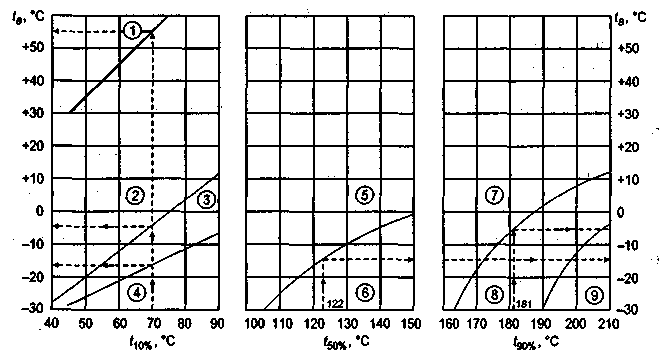 tв, °C tв, °C
+50 +50
+40 +40
+30 +30
+20 +20
+10 +10
0 0
−10 −10
−20 −20
−30 −30
① ② ③ ④ ⑤ ⑥ ⑦ ⑧ ⑨
122 181
40 50 60 70 80 90 100 110 120 130 140 150 160 170 180 190 200 210
t10%, °C t50%, °C t90%, °C